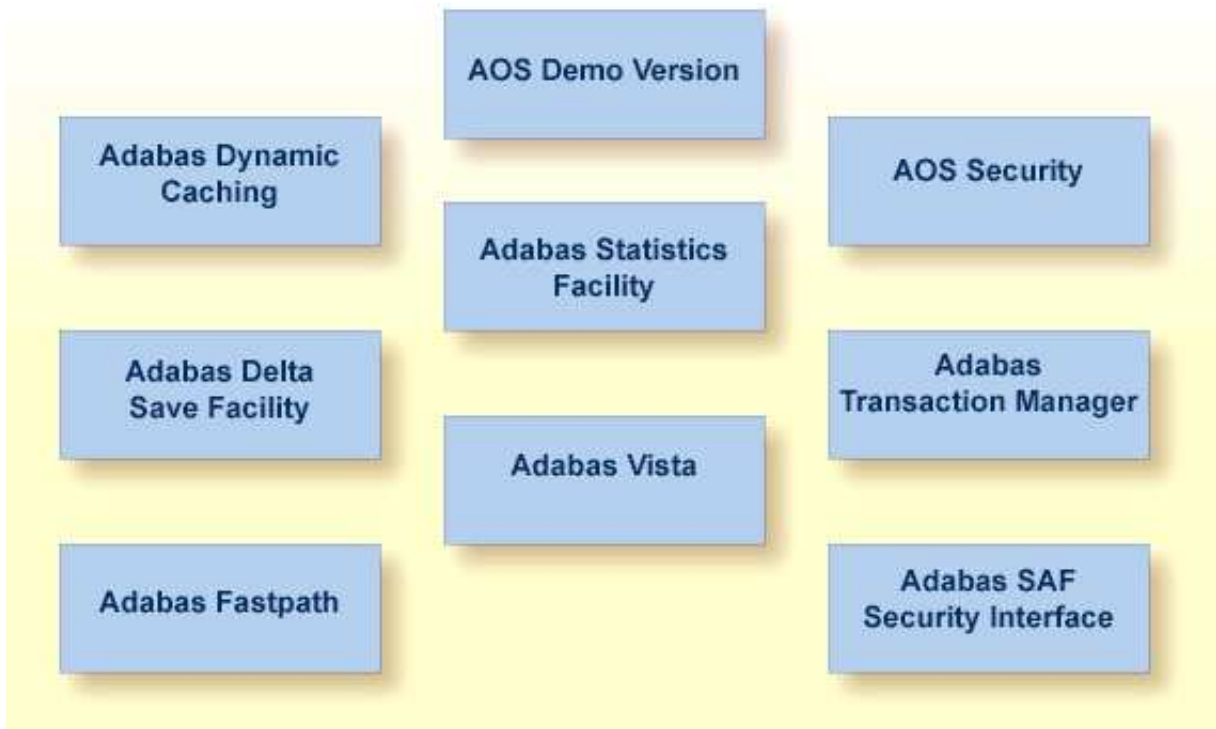 AOS Demo Version
Adabas Dynamic
Caching
AOS Security
Adabas Statistics
Facility
Adabas Delta
Save Facility
Adabas
Transaction Manager
Adabas Vista
Adabas Fastpath
Adabas SAF
Security Interface